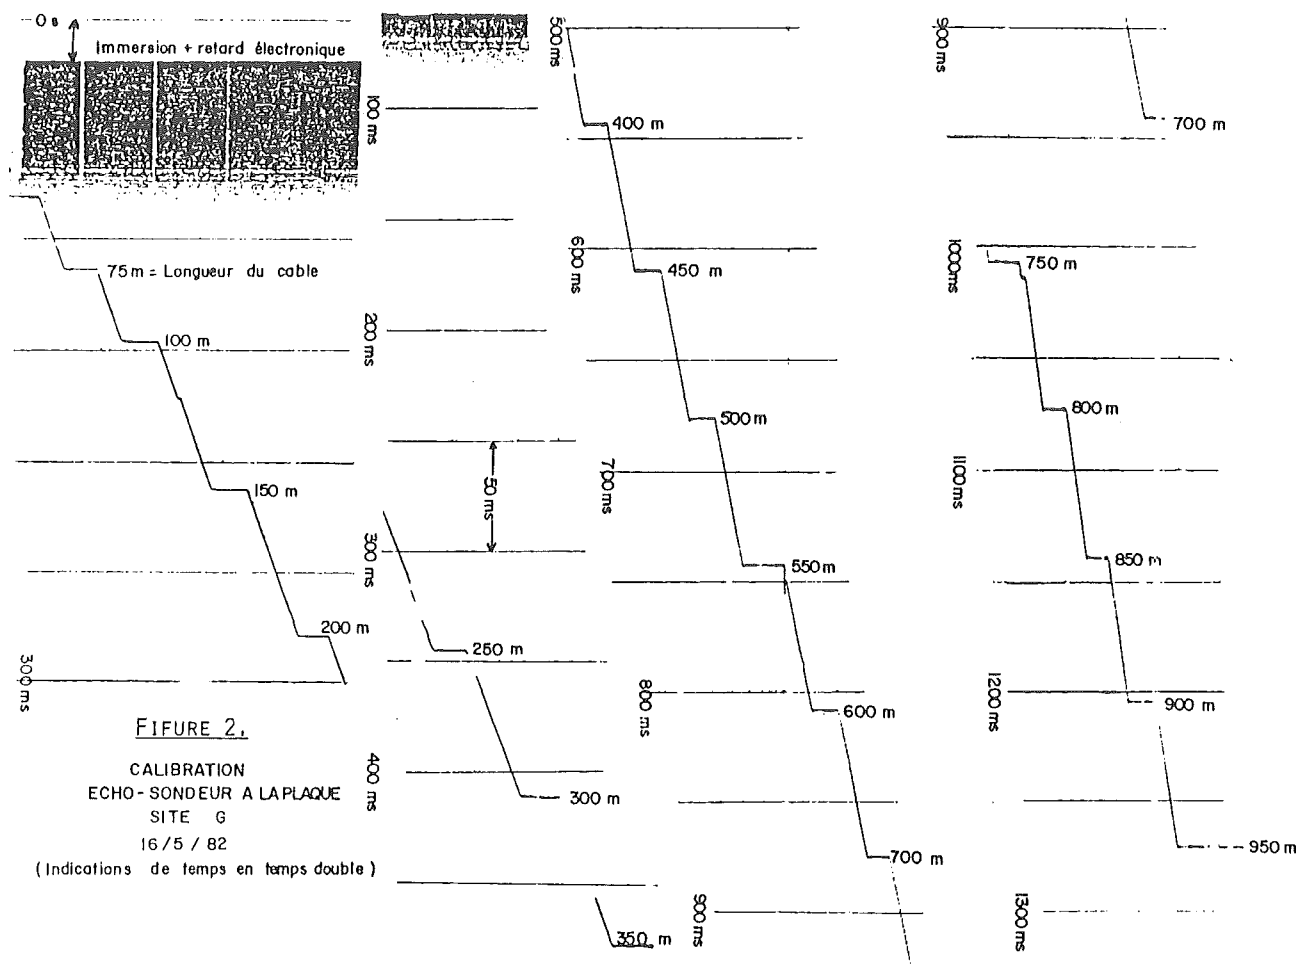 0 s
Immersion + retard électronique
75 m = Longueur du cable
100 m
150 m
200 m
300 ms
FIFURE 2.
CALIBRATION
ECHO-SONDEUR A LA PLAQUE
SITE G
16/5/82
(Indications de temps en temps double)
100 ms
200 ms
50 ms
300 ms
250 m
400 ms
300 m
350 m
500 ms
400 m
600 ms
450 m
500 m
700 ms
550 m
800 ms
600 m
700 m
900 ms
900 ms
700 m
1000 ms
750 m
800 m
1100 ms
850 m
1200 ms
900 m
950 m
1300 ms